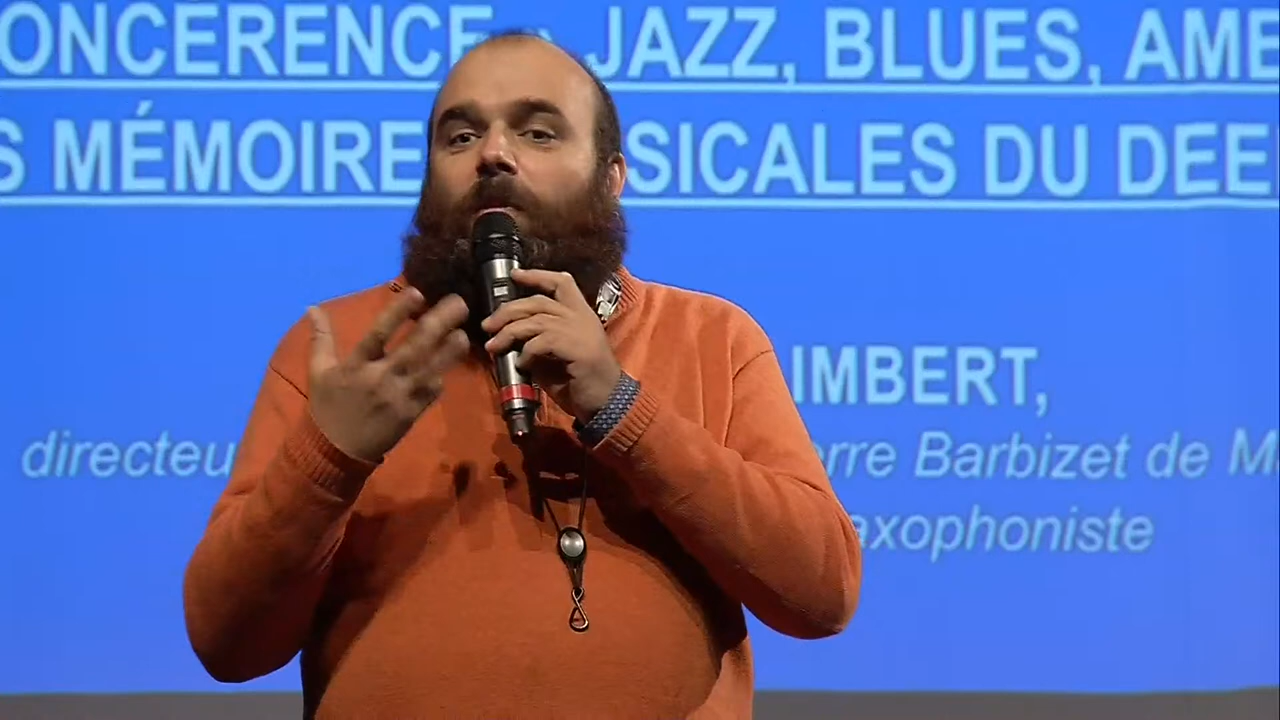 ONCÉRENCE : JAZZ, BLUES, AME
S MÉMOIRE SICALES DU DEE
IMBERT,
directeu rre Barbizet de M
axophoniste